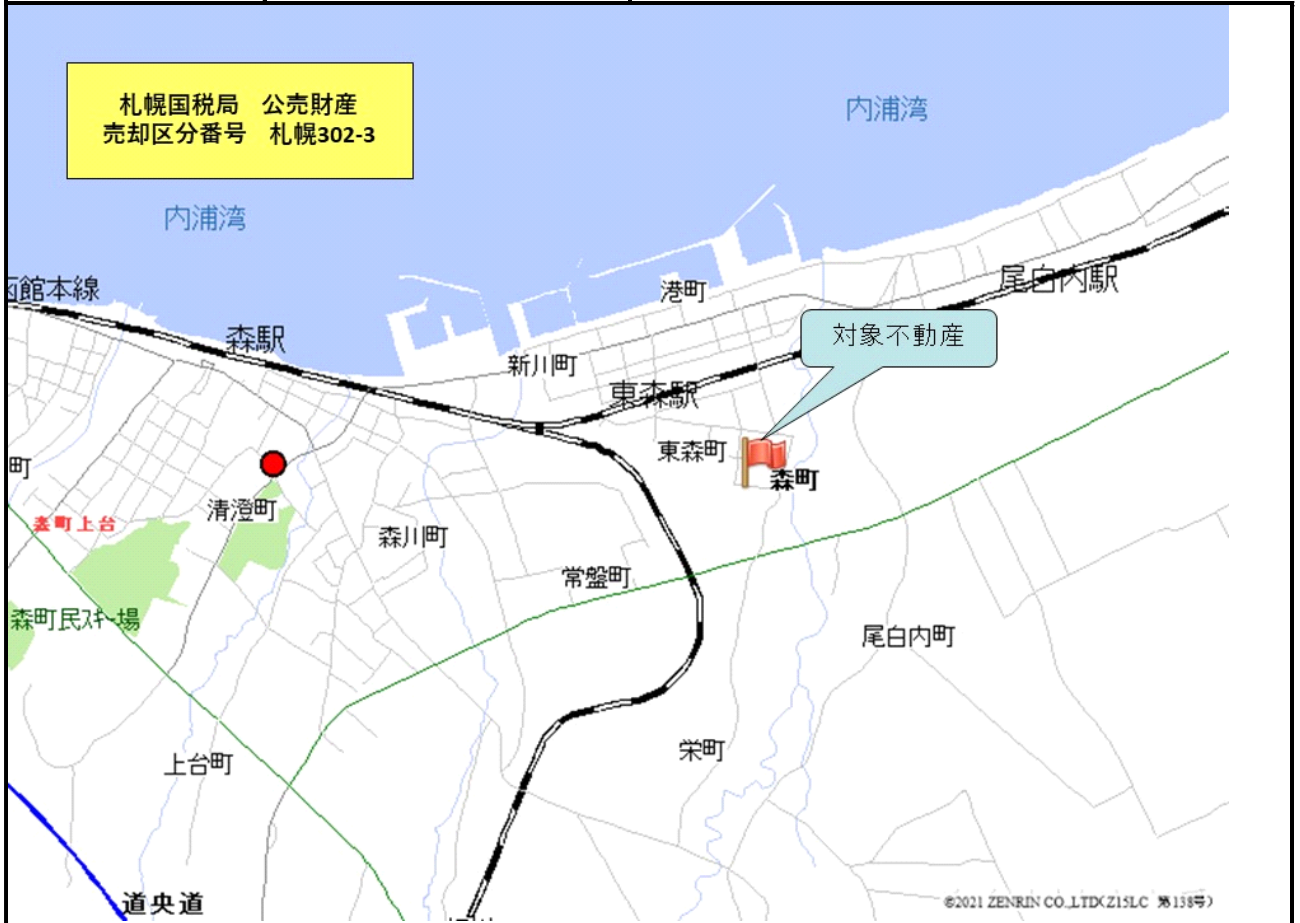 札幌国税局　公売財産
売却区分番号　札幌302-3
内浦湾
内浦湾
函館本線
森駅
港町
尾白内駅
対象不動産
新川町
東森駅
東森町
森町
町
清澄町
森町上台
森川町
常盤町
森町民スキー場
尾白内町
栄町
上台町
道央道
©2021 ZENRIN CO.,LTD(Z15LC 第138号)